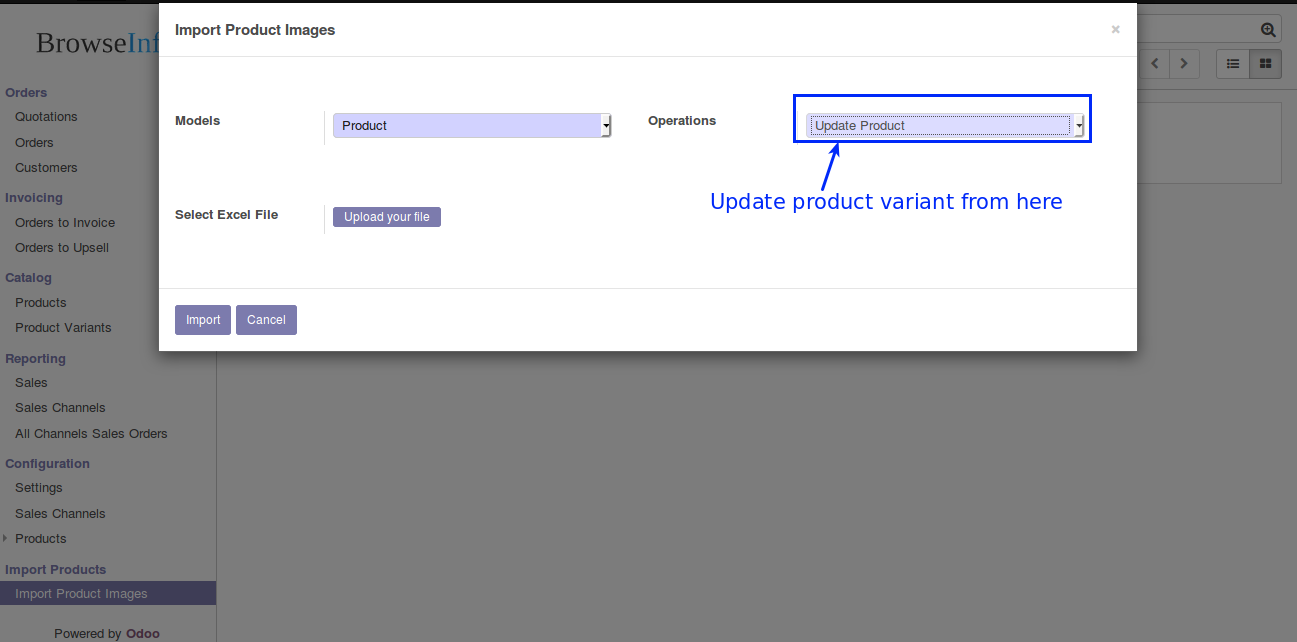 Import Product Images
×
BrowseInf
Orders
Quotations
Orders
Customers
Invoicing
Orders to Invoice
Orders to Upsell
Catalog
Products
Product Variants
Reporting
Sales
Sales Channels
All Channels Sales Orders
Configuration
Settings
Sales Channels
Products
Import Products
Import Product Images
Powered by Odoo
Models
Product
Operations
Update Product
Update product variant from here
Select Excel File
Upload your file
Import
Cancel